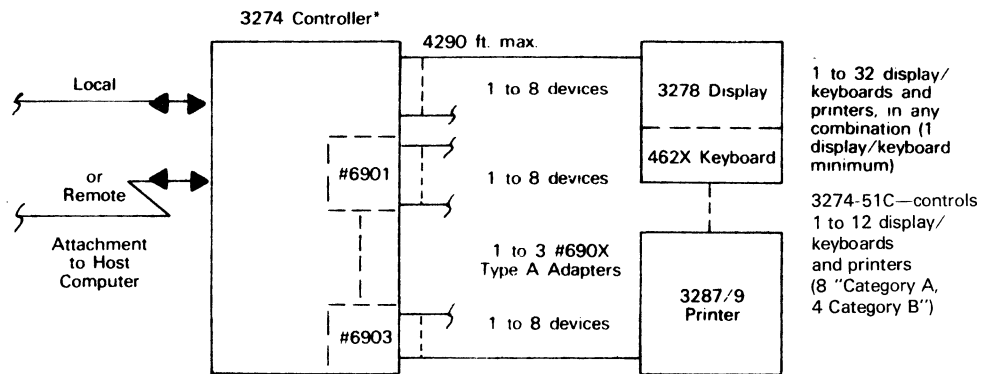 3274 Controller*
Local
or
Remote
Attachment
to Host
Computer
#6901
#6903
4290 ft. max.
1 to 8 devices
1 to 8 devices
1 to 3 #690X
Type A Adapters
1 to 8 devices
3278 Display
462X Keyboard
3287/9
Printer
1 to 32 display/
keyboards and
printers, in any
combination (1
display/keyboard
minimum)
3274-51C—controls
1 to 12 display/
keyboards
and printers
(8 "Category A,
4 Category B")